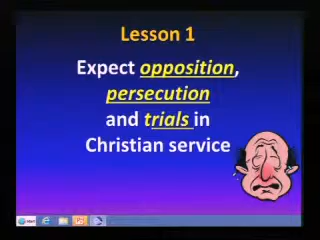 Lesson 1
Expect opposition,
persecution
and trials in
Christian service